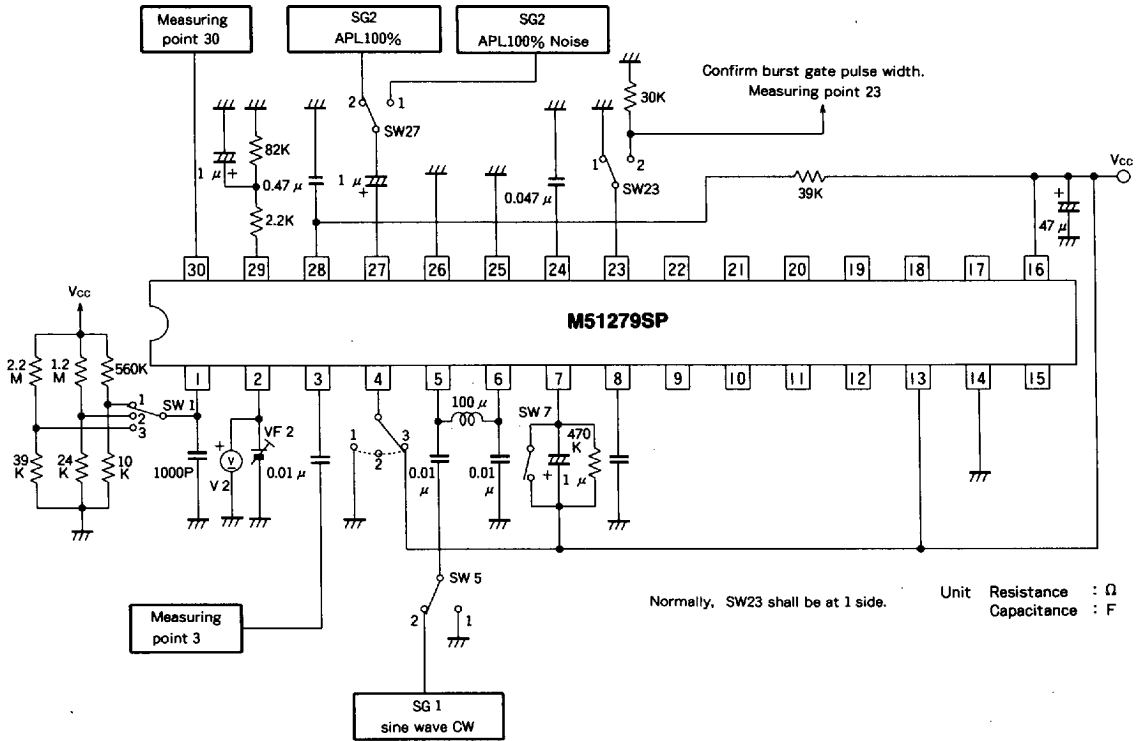 Measuring
point 30
SG2
APL100%
SG2
APL100% Noise
Confirm burst gate pulse width.
Measuring point 23
2
1
SW27
30K
1
2
SW23
82K
1 μ
+
0.47 μ
2.2K
1 μ
+
0.047 μ
39K
Vcc
+
47 μ
30
29
28
27
26
25
24
23
22
21
20
19
18
17
16
M51279SP
1
2
3
4
5
6
7
8
9
10
11
12
13
14
15
Vcc
2.2
M
1.2
M
560K
1
2
3
SW 1
39
K
24
K
10
K
1000P
+
V
V 2
VF 2
0.01 μ
1
2
3
100 μ
0.01
μ
0.01
μ
SW 7
470
K
+
1 μ
SW 5
2
1
Measuring
point 3
SG 1
sine wave CW
Normally, SW23 shall be at 1 side.
Unit Resistance : Ω
Capacitance : F